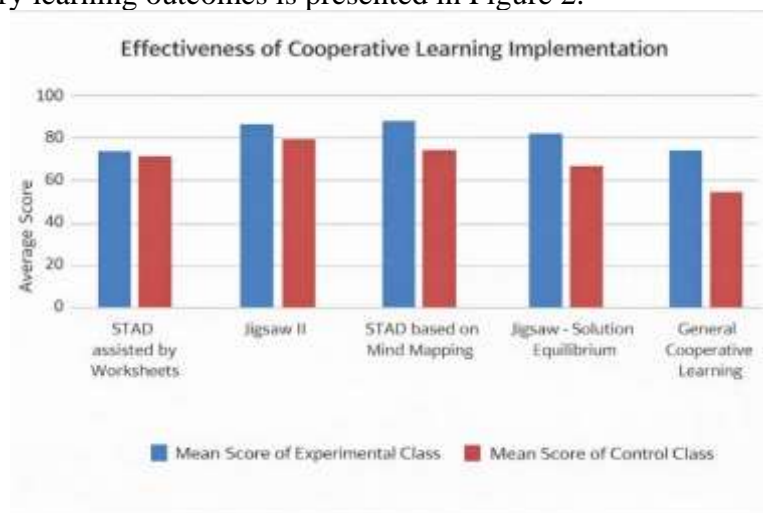 ry learning outcomes is presented in Figure 2.
Effectiveness of Cooperative Learning Implementation
100
80
60
40
20
0
Average Score
STAD
assisted by
Worksheets
Jigsaw II
STAD based on
Mind Mapping
Jigsaw - Solution
Equilibrium
General
Cooperative
Learning
Mean Score of Experimental Class
Mean Score of Control Class